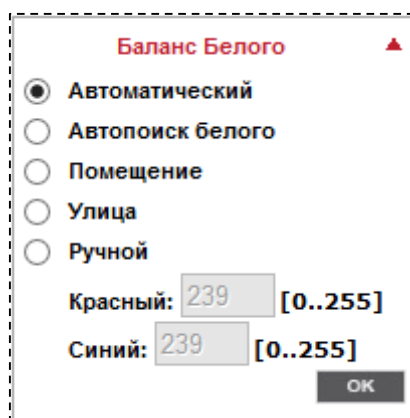 Баланс Белого
Автоматический
Автопоиск белого
Помещение
Улица
Ручной
Красный: 239 [0..255]
Синий: 239 [0..255]
OK